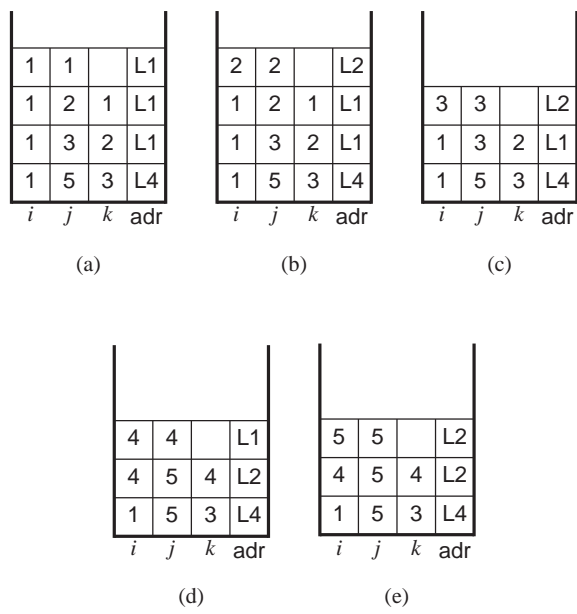 1 1 L1 2 2 L2
1 2 1 L1 1 2 1 L1 3 3 L2
1 3 2 L1 1 3 2 L1 1 3 2 L1
1 5 3 L4 1 5 3 L4 1 5 3 L4
i j k adr i j k adr i j k adr
(a) (b) (c)
4 4 L1 5 5 L2
4 5 4 L2 4 5 4 L2
1 5 3 L4 1 5 3 L4
i j k adr i j k adr
(d) (e)